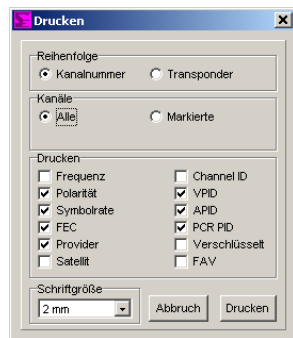 Drucken
Reihenfolge
Kanalnummer Transponder
Kanäle
Alle Markierte
Drucken
Frequenz Channel ID
Polarität VPID
Symbolrate APID
FEC PCR PID
Provider Verschlüsselt
Satellit FAV
Schriftgröße
2 mm Abbruch Drucken